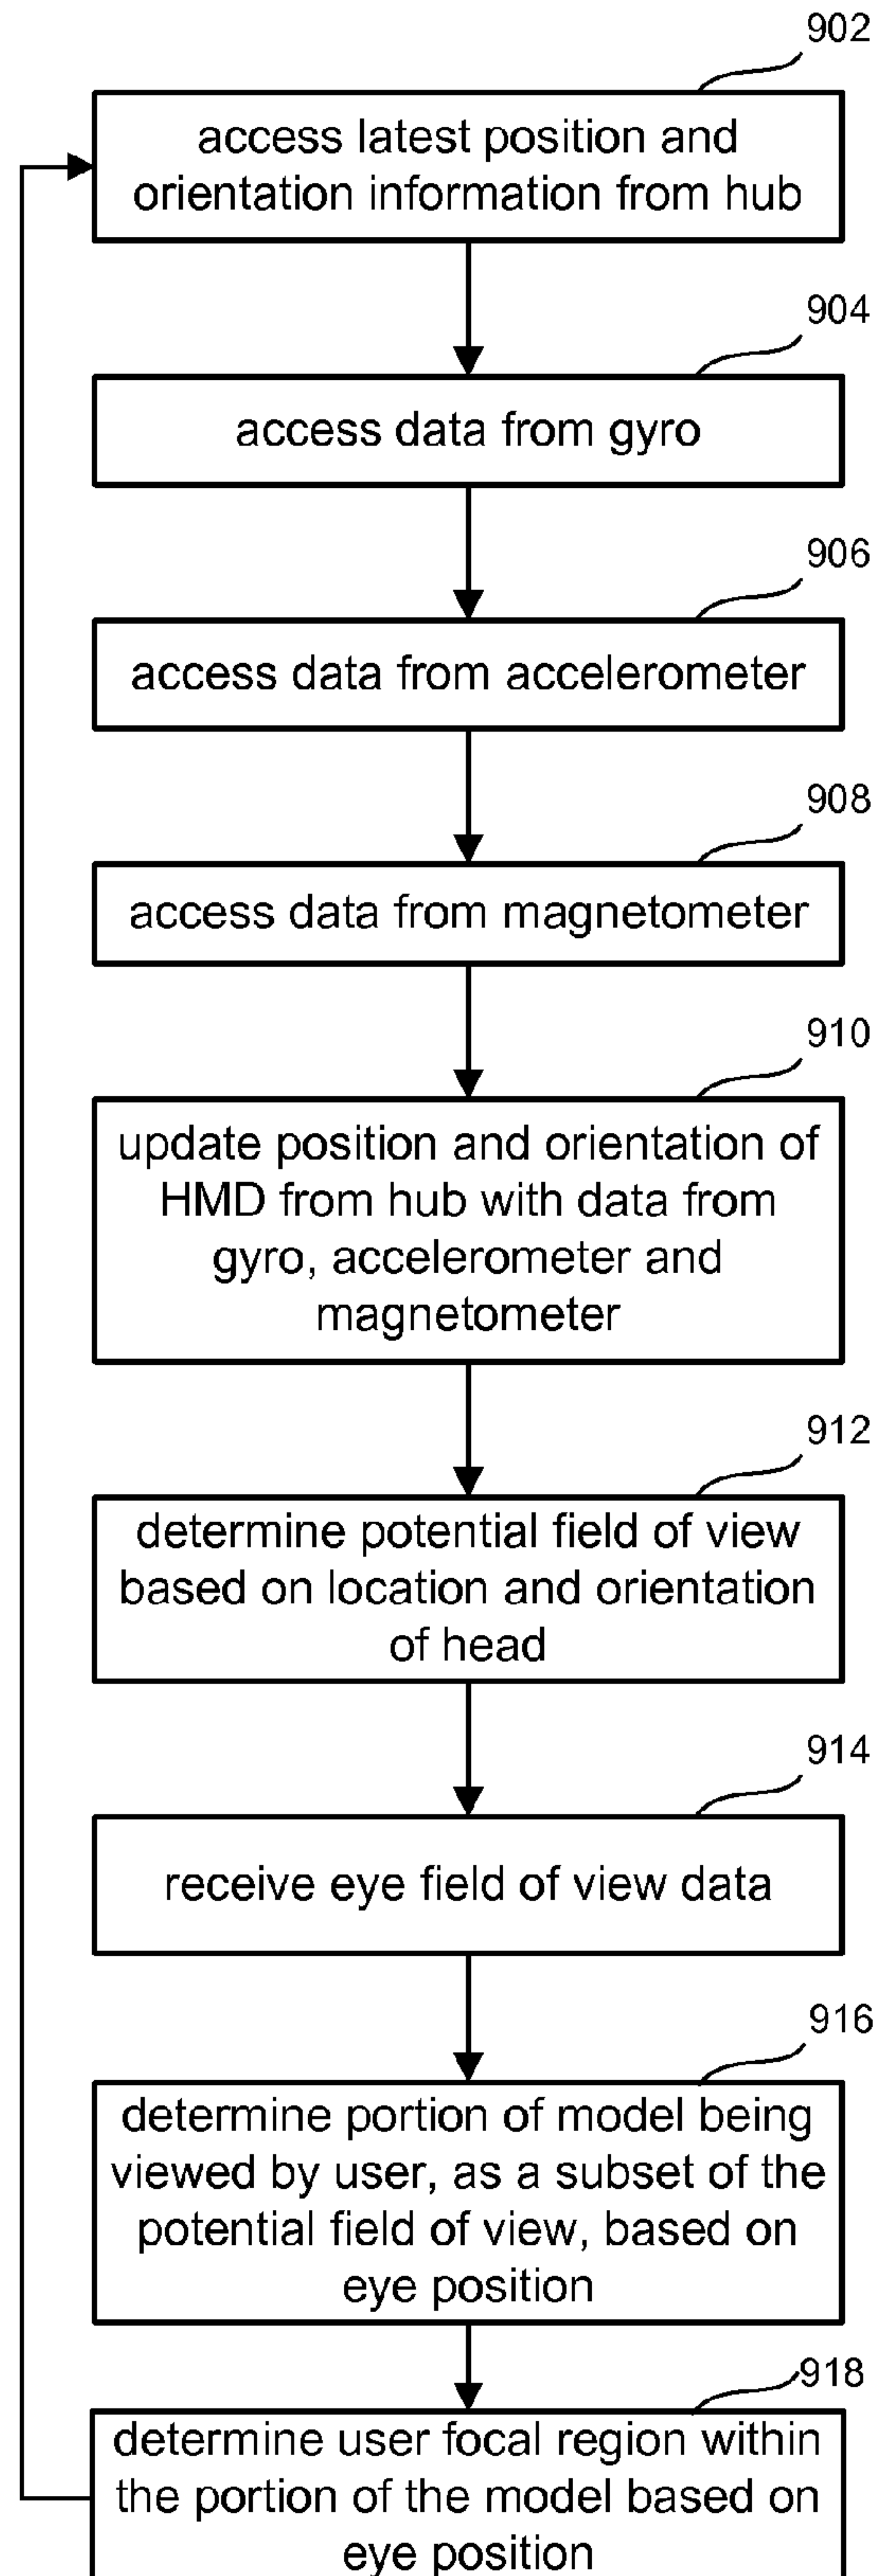 902
access latest position and
orientation information from hub
904
access data from gyro
906
access data from accelerometer
908
access data from magnetometer
910
update position and orientation of
HMD from hub with data from
gyro, accelerometer and
magnetometer
912
determine potential field of view
based on location and orientation
of head
914
receive eye field of view data
916
determine portion of model being
viewed by user, as a subset of the
potential field of view, based on
eye position
918
determine user focal region within
the portion of the model based on
eye position